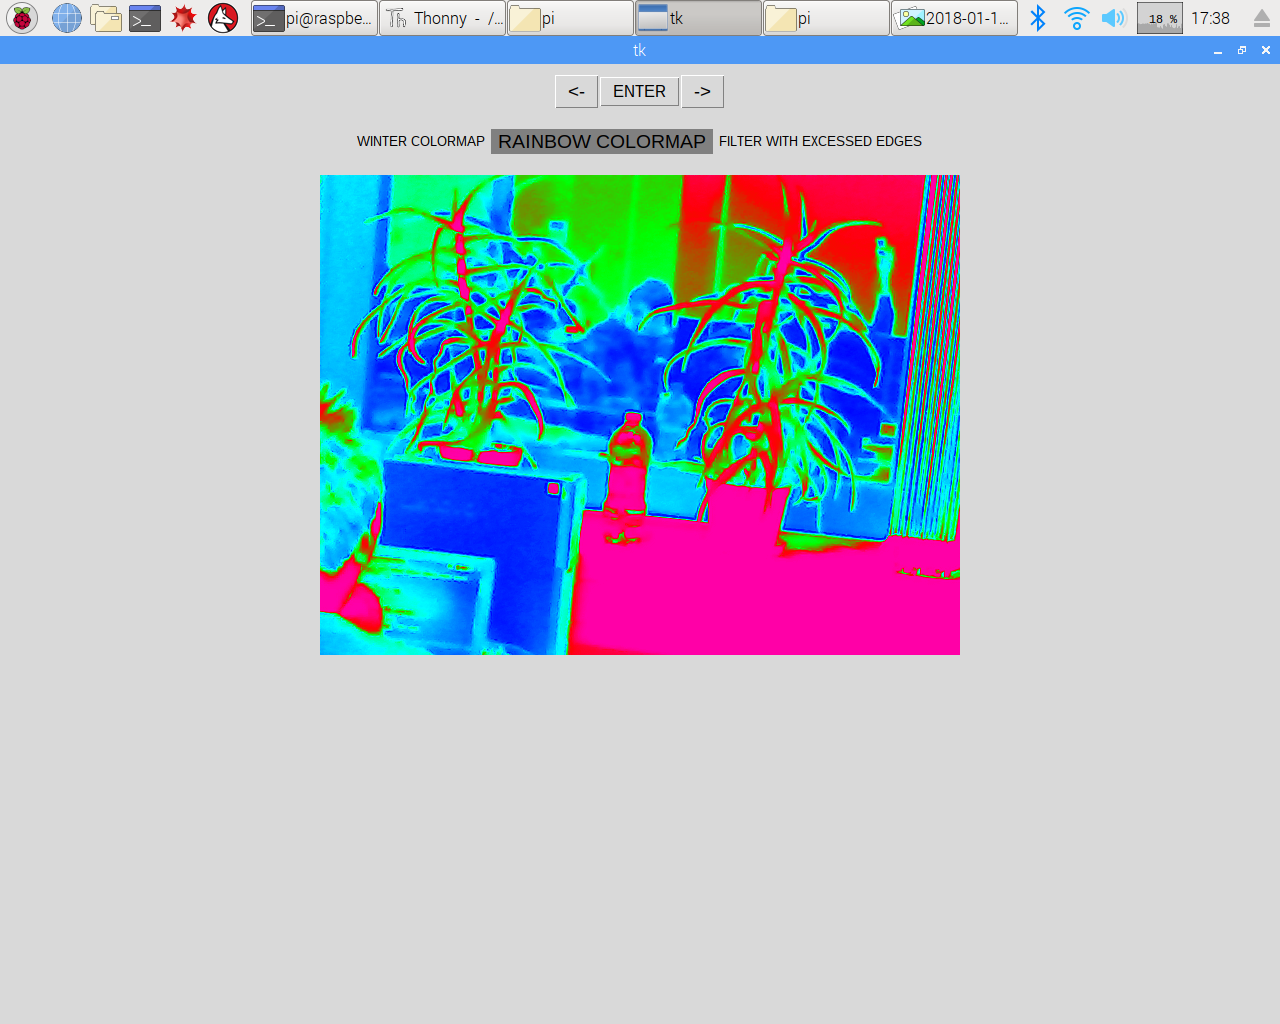 pi@raspbe... Thonny - /... pi tk pi 2018-01-1... 18 % 17:38
tk
<- ENTER ->
WINTER COLORMAP RAINBOW COLORMAP FILTER WITH EXCESSED EDGES